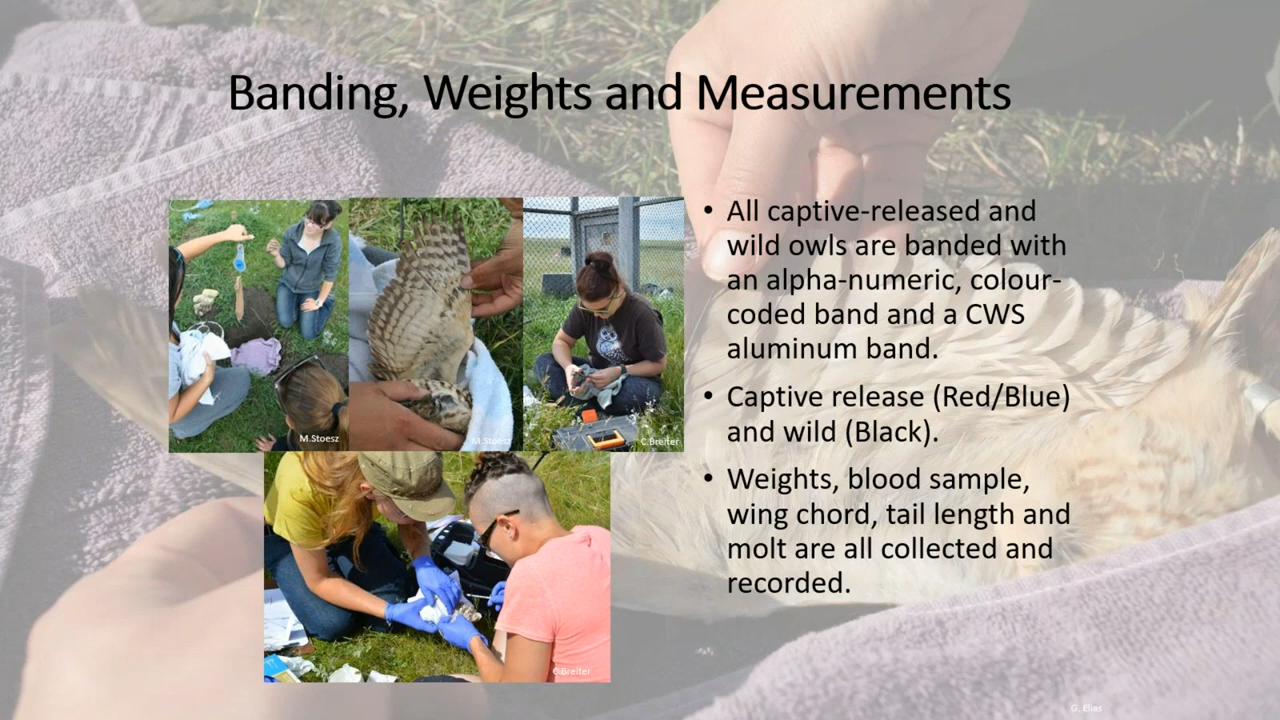 Banding, Weights and Measurements
• All captive-released and
wild owls are banded with
an alpha-numeric, colour-
coded band and a CWS
aluminum band.
• Captive release (Red/Blue)
and wild (Black).
• Weights, blood sample,
wing chord, tail length and
molt are all collected and
recorded.
M.Stoesz
M.Stoesz
C.Breiter
C.Breiter
G. Elias